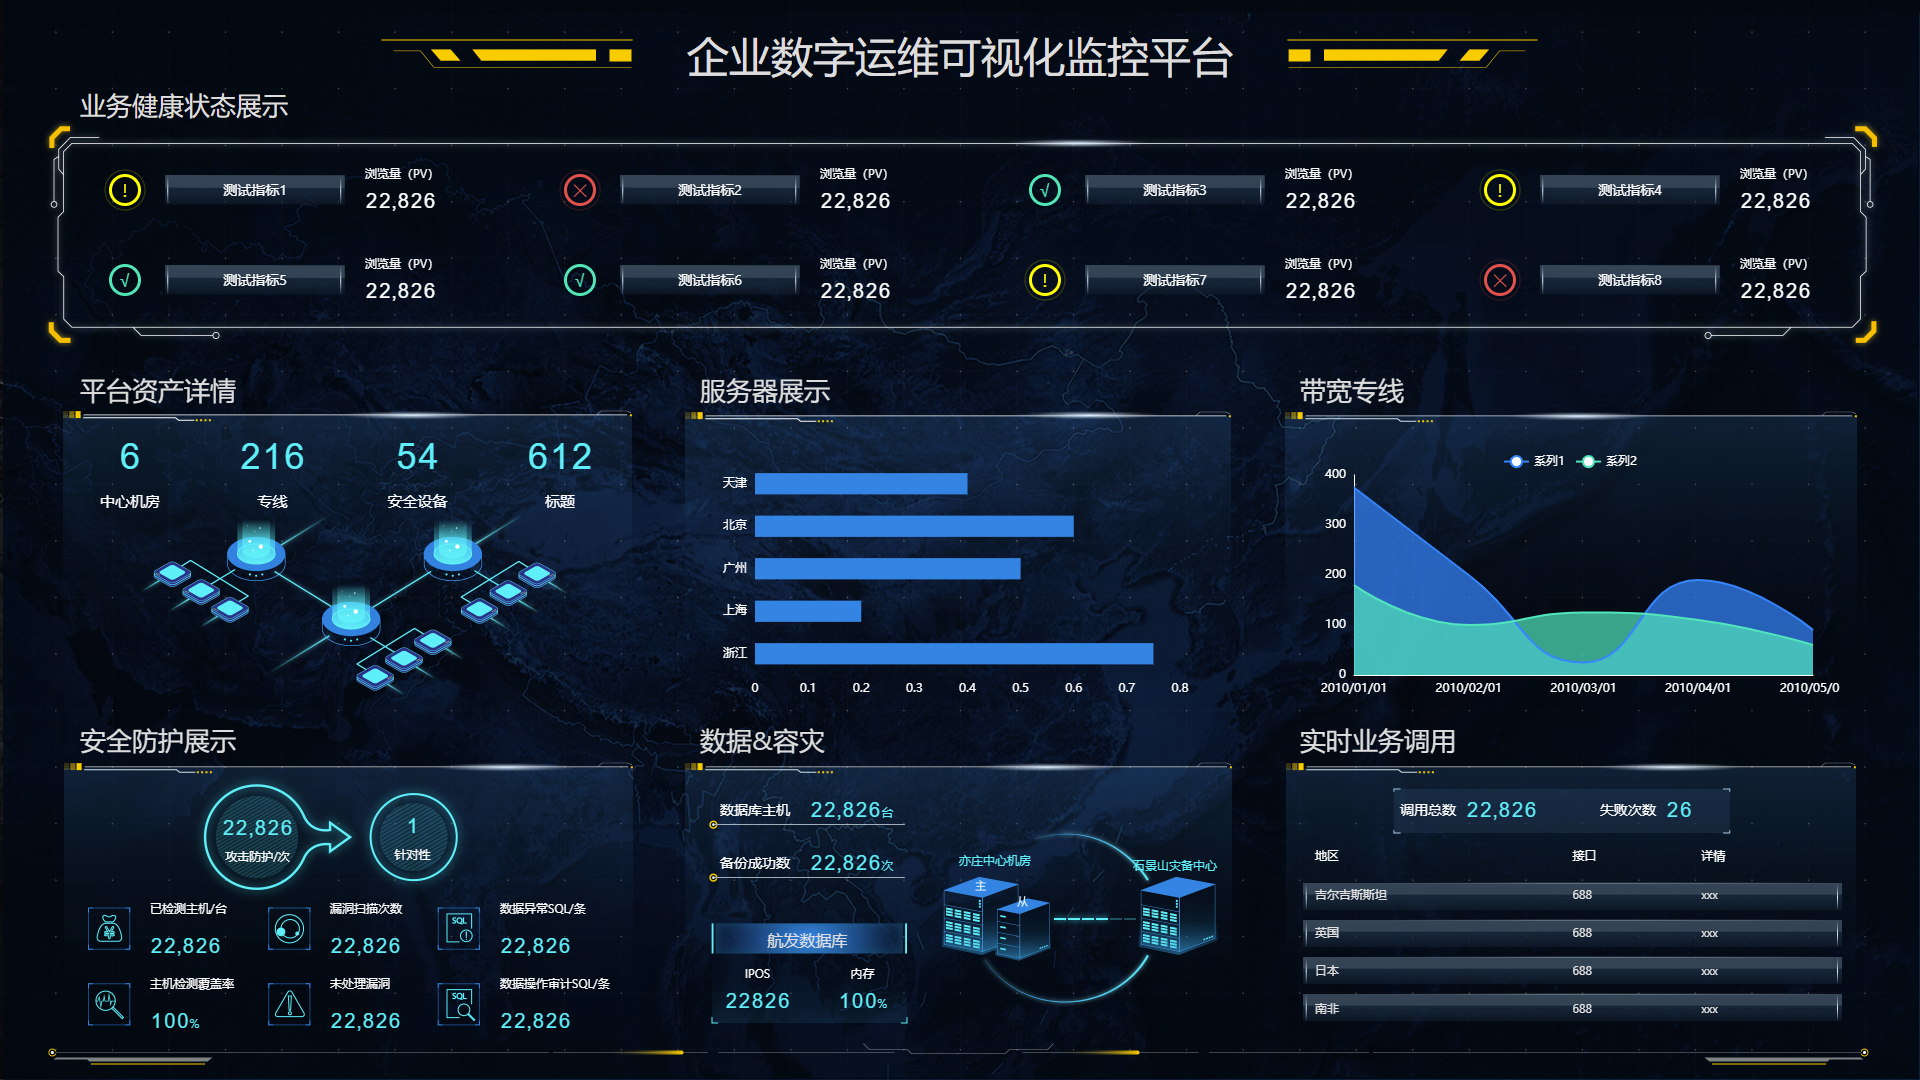 企业数字运维可视化监控平台
业务健康状态展示
! 测试指标1 浏览量（PV） 22,826
测试指标2 浏览量（PV） 22,826
√ 测试指标3 浏览量（PV） 22,826
! 测试指标4 浏览量（PV） 22,826
√ 测试指标5 浏览量（PV） 22,826
√ 测试指标6 浏览量（PV） 22,826
! 测试指标7 浏览量（PV） 22,826
测试指标8 浏览量（PV） 22,826
平台资产详情
6 216 54 612
中心机房 专线 安全设备 标题
服务器展示
天津
北京
广州
上海
浙江
0 0.1 0.2 0.3 0.4 0.5 0.6 0.7 0.8
带宽专线
系列1 系列2
400
300
200
100
0
2010/01/01 2010/02/01 2010/03/01 2010/04/01 2010/05/0
安全防护展示
22,826
攻击防护/次
1
针对性
已检测主机/台
22,826
漏洞扫描次数
22,826
SQL
数据异常SQL/条
22,826
主机检测覆盖率
100%
未处理漏洞
22,826
SQL
数据操作审计SQL/条
22,826
数据&容灾
数据库主机 22,826台
备份成功数 22,826次
航发数据库
IPOS 内存
22826 100%
亦庄中心机房
主
从
石景山灾备中心
实时业务调用
调用总数 22,826 失败次数 26
地区 接口 详情
吉尔吉斯斯坦 688 xxx
英国 688 xxx
日本 688 xxx
南非 688 xxx